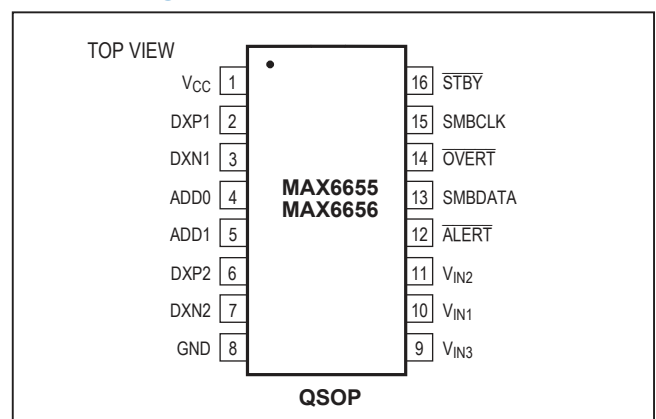 TOP VIEW
VCC 1
DXP1 2
DXN1 3
ADD0 4
ADD1 5
DXP2 6
DXN2 7
GND 8
MAX6655
MAX6656
16 STBY
15 SMBCLK
14 OVERT
13 SMBDATA
12 ALERT
11 VIN2
10 VIN1
9 VIN3
QSOP